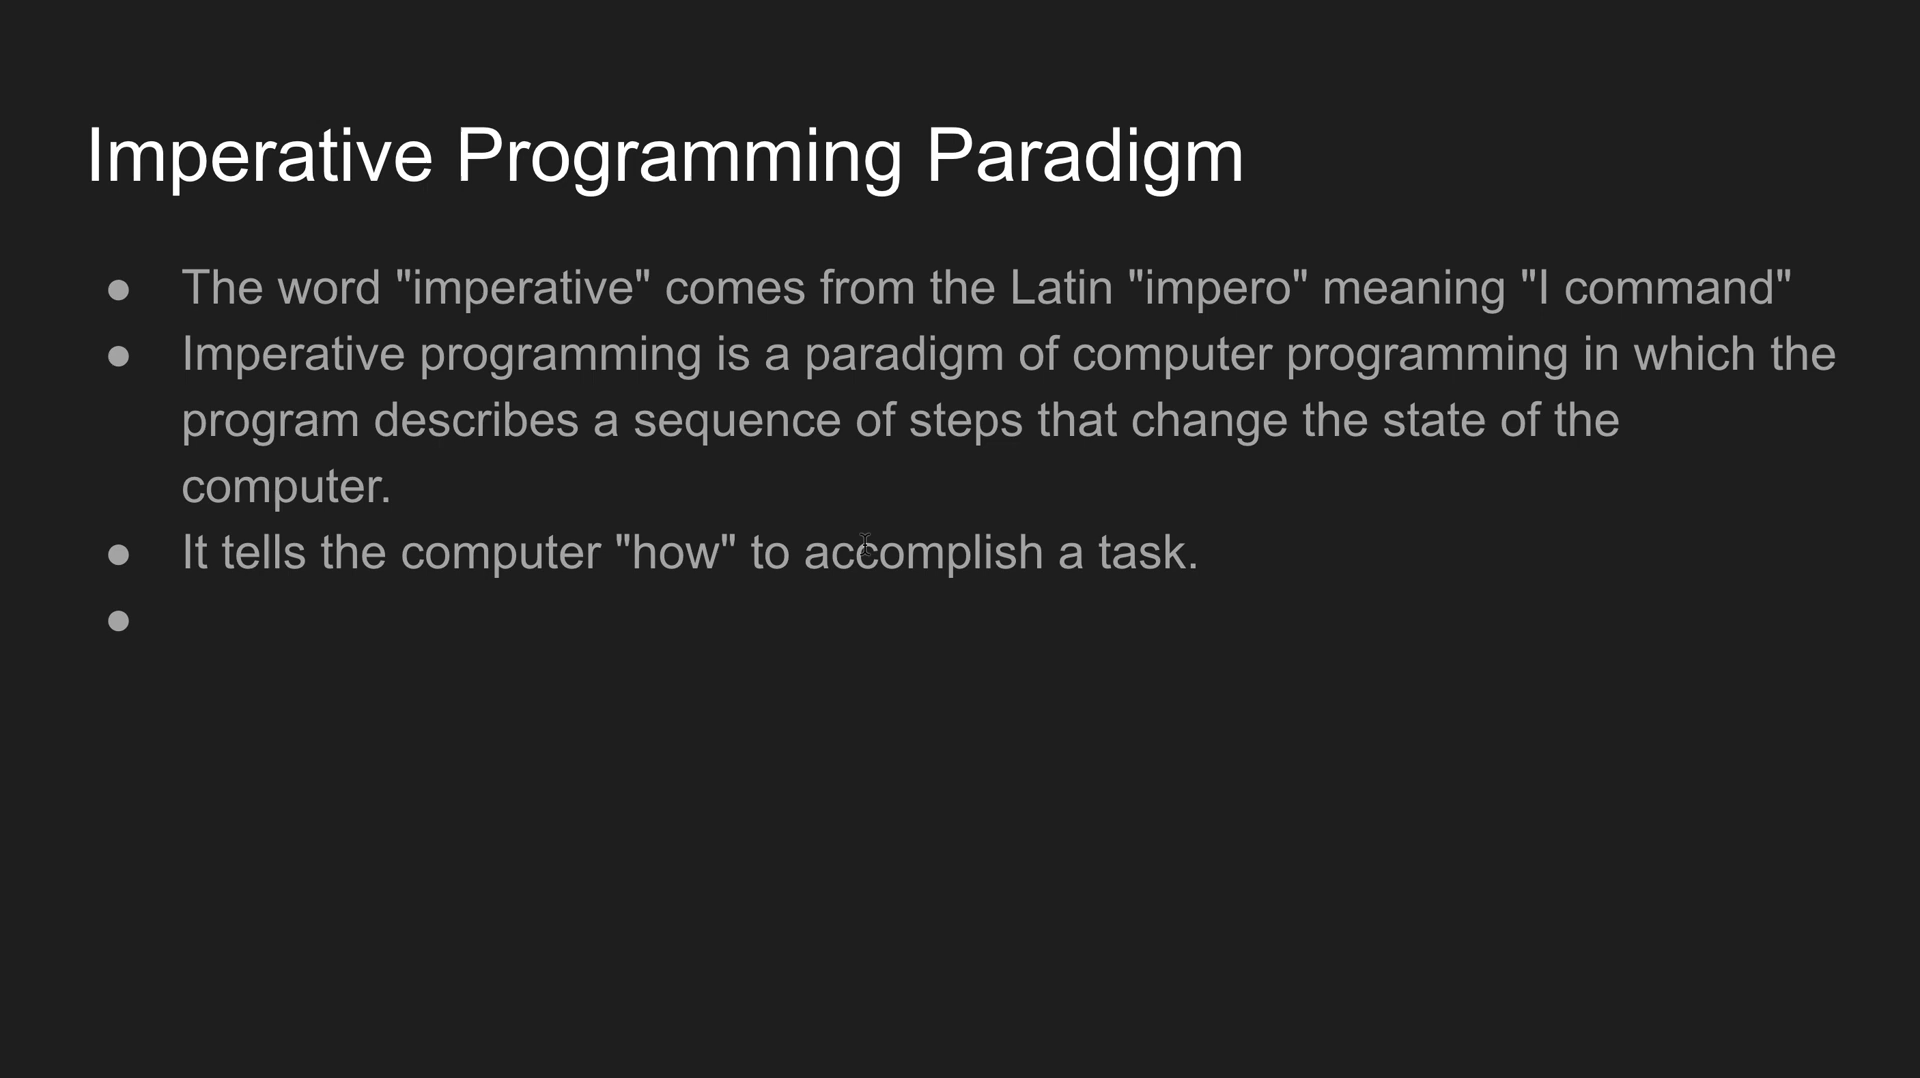 Imperative Programming Paradigm
● The word "imperative" comes from the Latin "impero" meaning "I command"
● Imperative programming is a paradigm of computer programming in which the
program describes a sequence of steps that change the state of the
computer.
● It tells the computer "how" to accomplish a task.
●